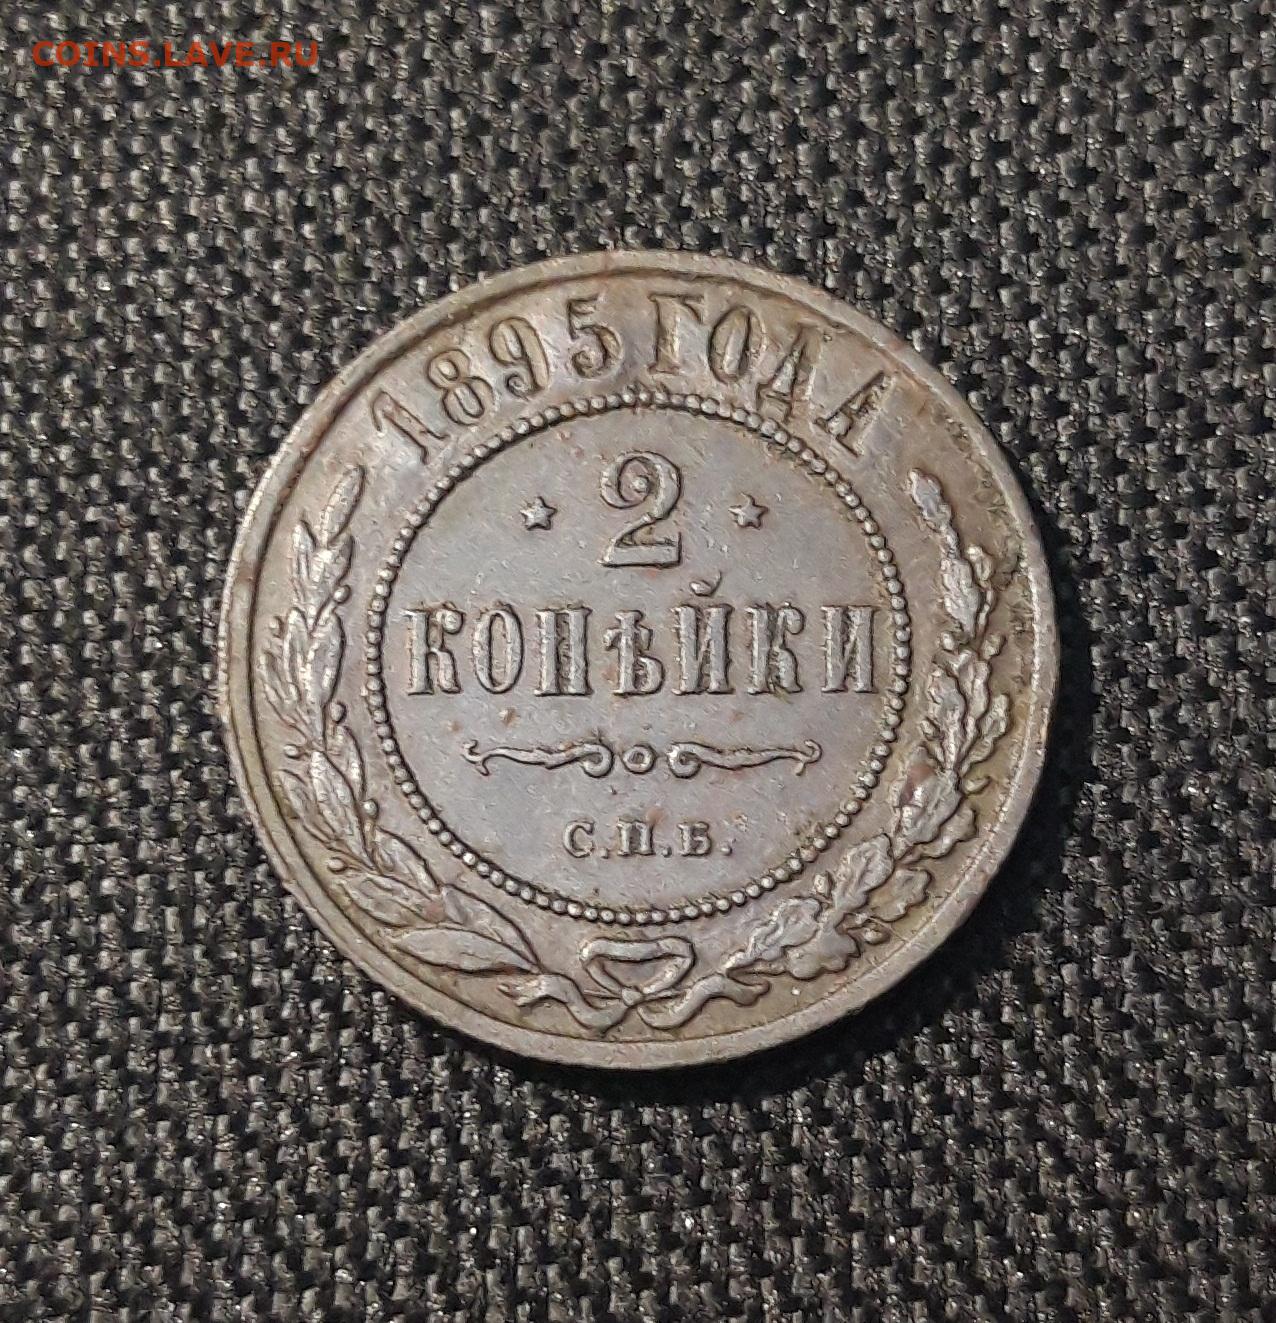 COINS.LAVE.RU
1895 ГОДА
2
КОПѢЙКИ
С.П.Б.